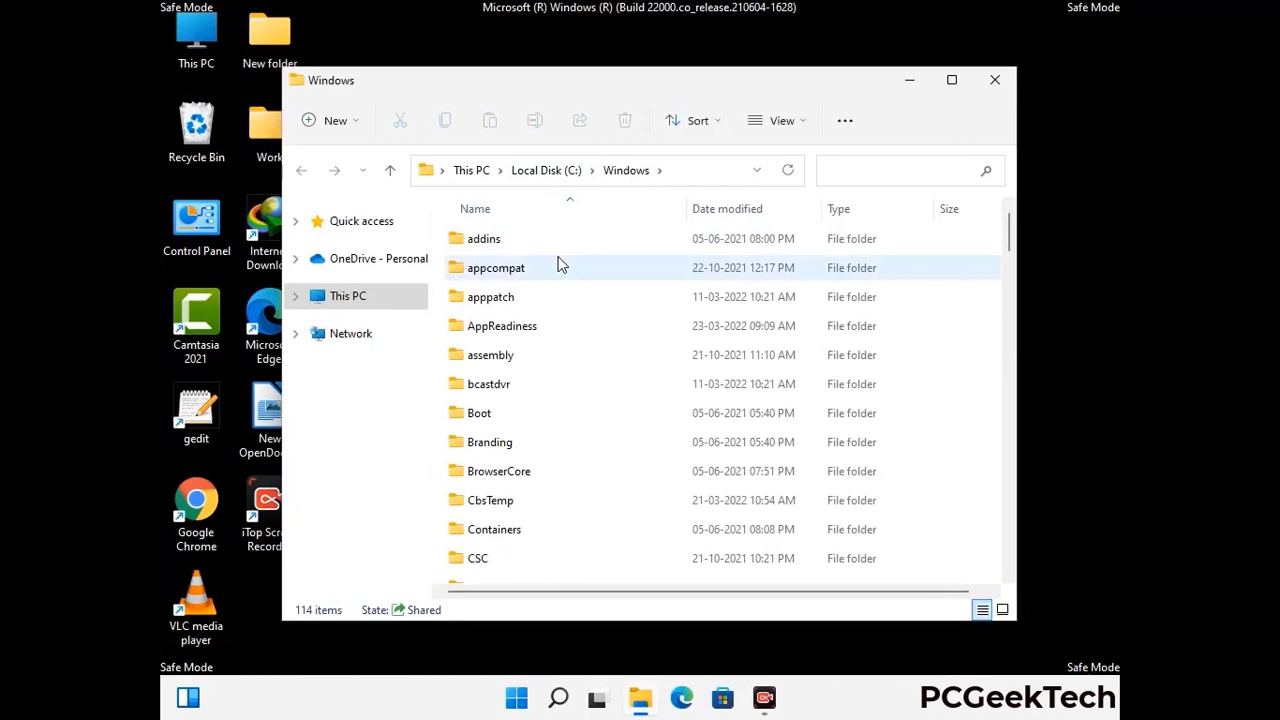 Safe Mode
Microsoft (R) Windows (R) (Build 22000.co_release.210604-1628)
Safe Mode
This PC
New folder
Recycle Bin
Work
Control Panel
Internet
Downlo
Camtasia
2021
Micros
Edge
gedit
New
OpenDo
Google
Chrome
iTop Scre
Record
VLC media
player
Windows
New
Sort
View
This PC
Local Disk (C:)
Windows
Quick access
OneDrive - Personal
This PC
Network
Name Date modified Type Size
addins 05-06-2021 08:00 PM File folder
appcompat 22-10-2021 12:17 PM File folder
apppatch 11-03-2022 10:21 AM File folder
AppReadiness 23-03-2022 09:09 AM File folder
assembly 21-10-2021 11:10 AM File folder
bcastdvr 11-03-2022 10:21 AM File folder
Boot 05-06-2021 05:40 PM File folder
Branding 05-06-2021 05:40 PM File folder
BrowserCore 05-06-2021 07:51 PM File folder
CbsTemp 21-03-2022 10:54 AM File folder
Containers 05-06-2021 08:08 PM File folder
CSC 21-10-2021 10:21 PM File folder
114 items State: Shared
Safe Mode
Safe Mode
PCGeekTech